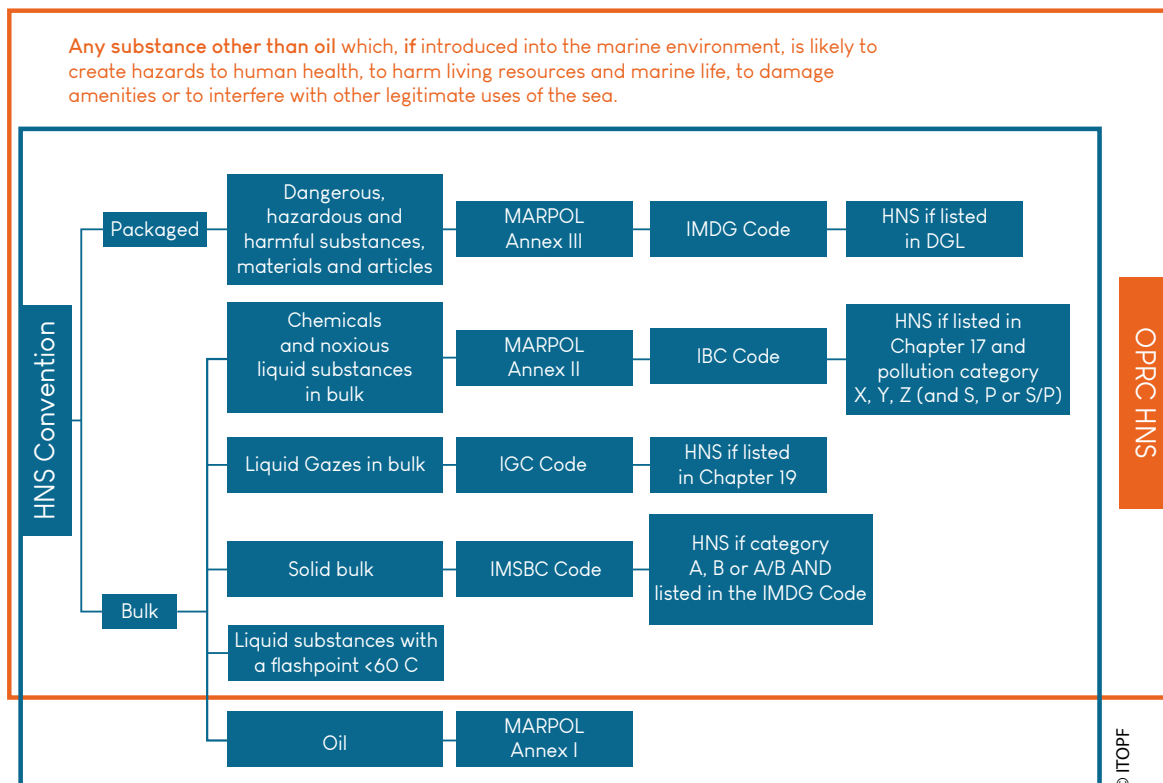 Any substance other than oil which, if introduced into the marine environment, is likely to
create hazards to human health, to harm living resources and marine life, to damage
amenities or to interfere with other legitimate uses of the sea.
HNS Convention
Packaged
Dangerous,
hazardous and
harmful substances,
materials and articles
MARPOL
Annex III
IMDG Code
HNS if listed
in DGL
Bulk
Chemicals
and noxious
liquid substances
in bulk
MARPOL
Annex II
IBC Code
HNS if listed in
Chapter 17 and
pollution category
X, Y, Z (and S, P or S/P)
Liquid Gazes in bulk
IGC Code
HNS if listed
in Chapter 19
Solid bulk
IMSBC Code
HNS if category
A, B or A/B AND
listed in the IMDG Code
Liquid substances with
a flashpoint <60 C
Oil
MARPOL
Annex I
OPRC HNS
© ITOPF